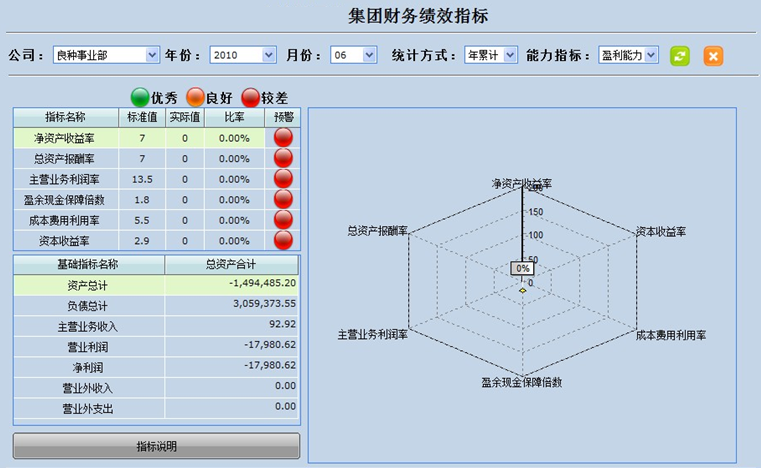 集团财务绩效指标
公司： 良种事业部 年份： 2010 月份： 06 统计方式： 年累计 能力指标： 盈利能力
优秀 良好 较差
指标名称 标准值 实际值 比率 预警
净资产收益率 7 0 0.00%
总资产报酬率 7 0 0.00%
主营业务利润率 13.5 0 0.00%
盈余现金保障倍数 1.8 0 0.00%
成本费用利用率 5.5 0 0.00%
资本收益率 2.9 0 0.00%
基础指标名称 总资产合计
资产总计 -1,494,485.20
负债总计 3,059,373.55
主营业务收入 92.92
营业利润 -17,980.62
净利润 -17,980.62
营业外收入 0.00
营业外支出 0.00
指标说明
净资产收益率
200
150
100
50
0
0%
总资产报酬率
资本收益率
主营业务利润率
成本费用利用率
盈余现金保障倍数